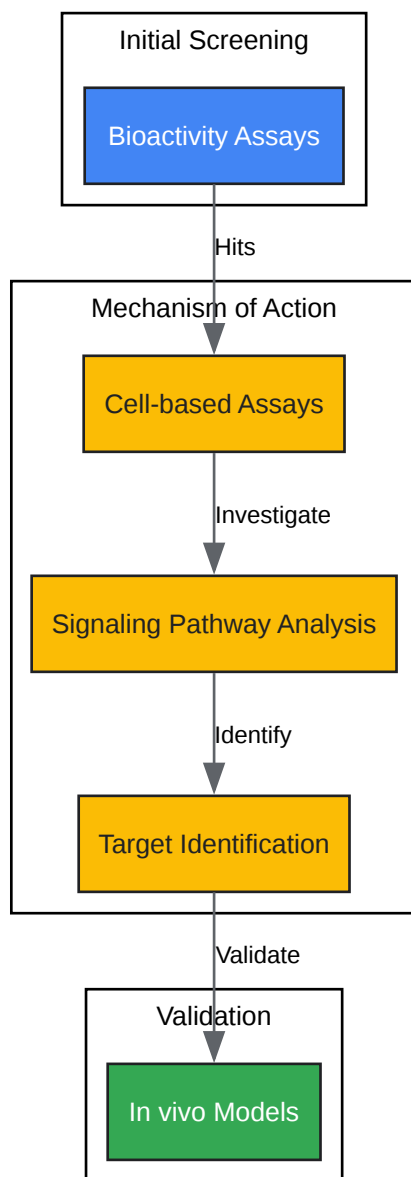 Initial Screening
Bioactivity Assays
Hits
Mechanism of Action
Cell-based Assays
Investigate
Signaling Pathway Analysis
Identify
Target Identification
Validate
Validation
In vivo Models